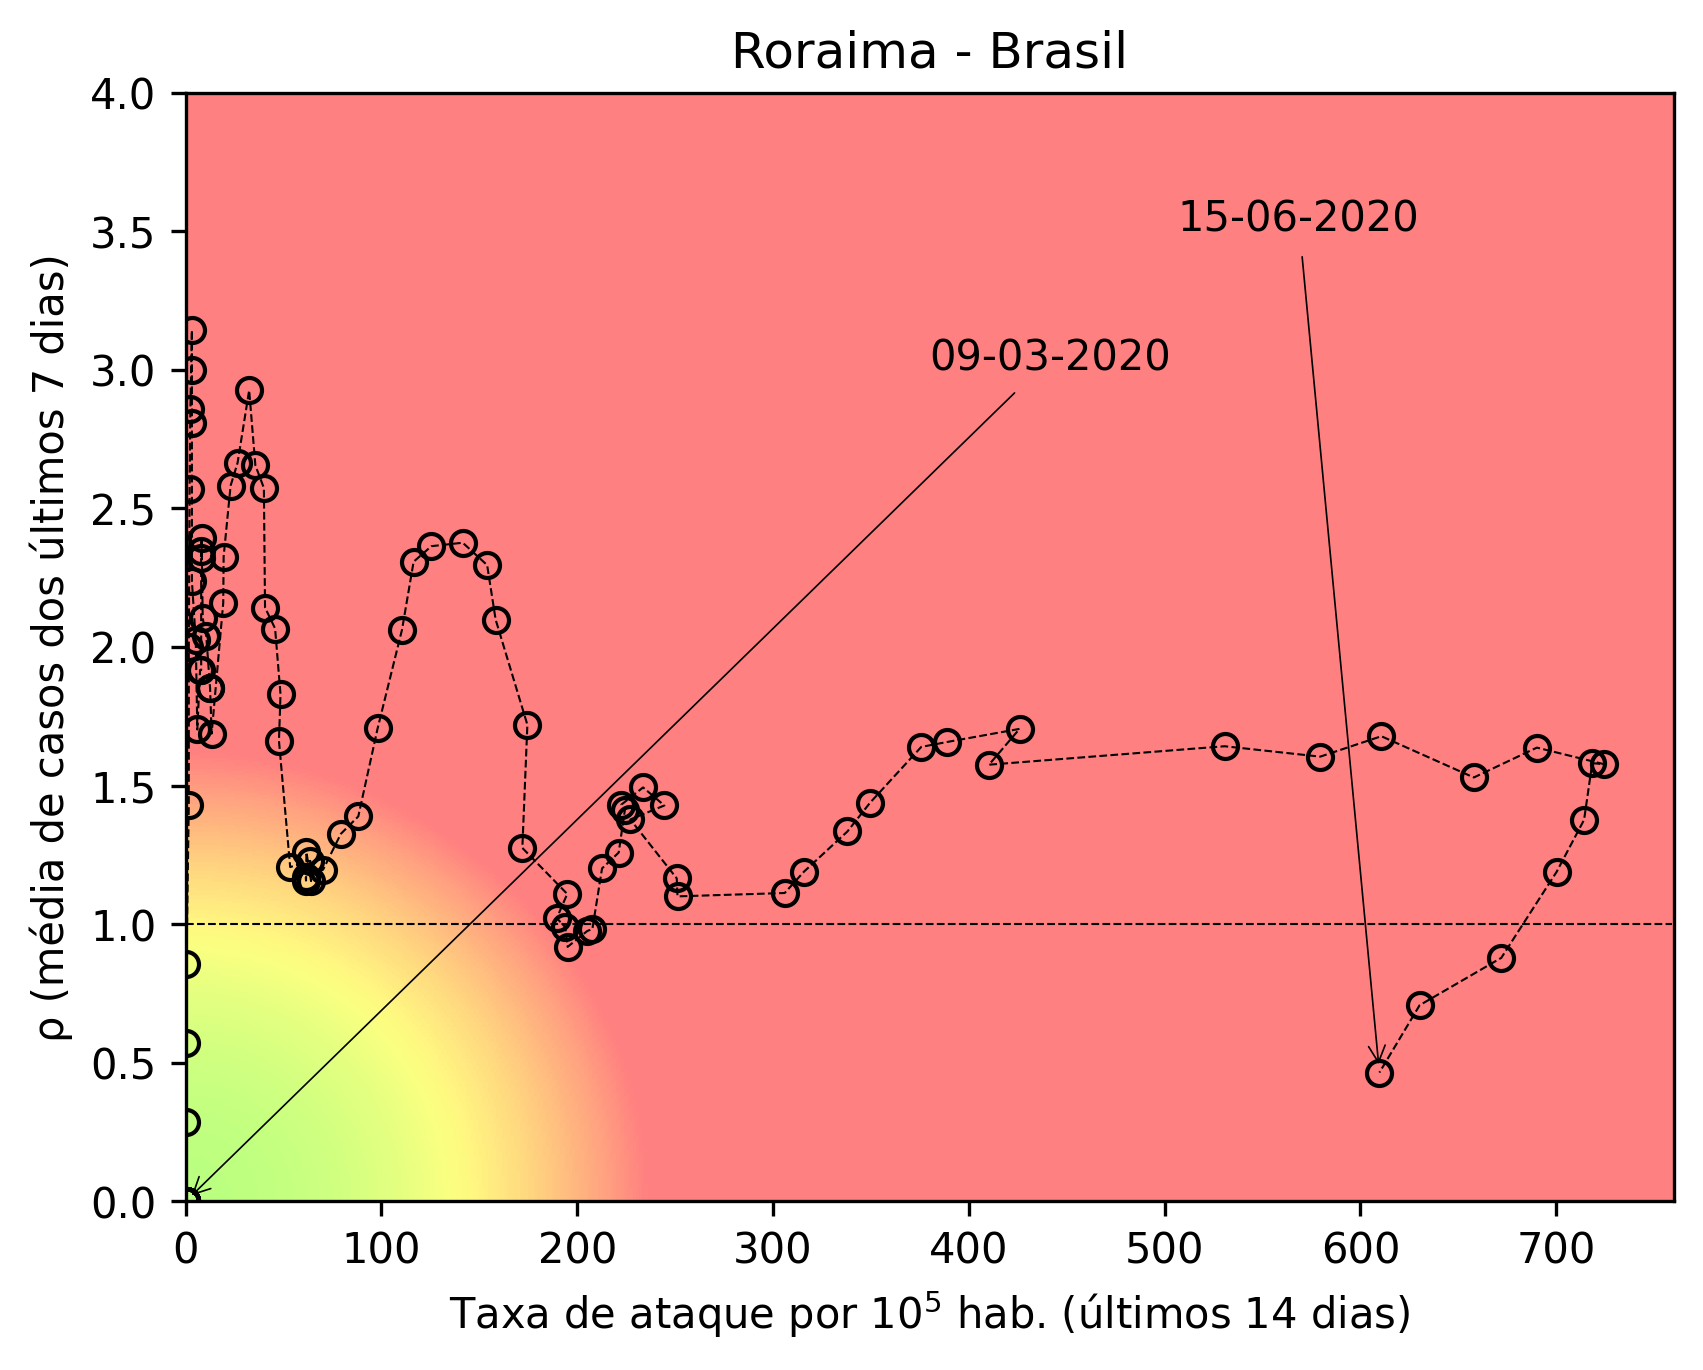 Roraima - Brasil
4.0
3.5
3.0
2.5
2.0
1.5
1.0
0.5
0.0
ρ (média de casos dos últimos 7 dias)
15-06-2020
09-03-2020
0 100 200 300 400 500 600 700
Taxa de ataque por 10⁵ hab. (últimos 14 dias)